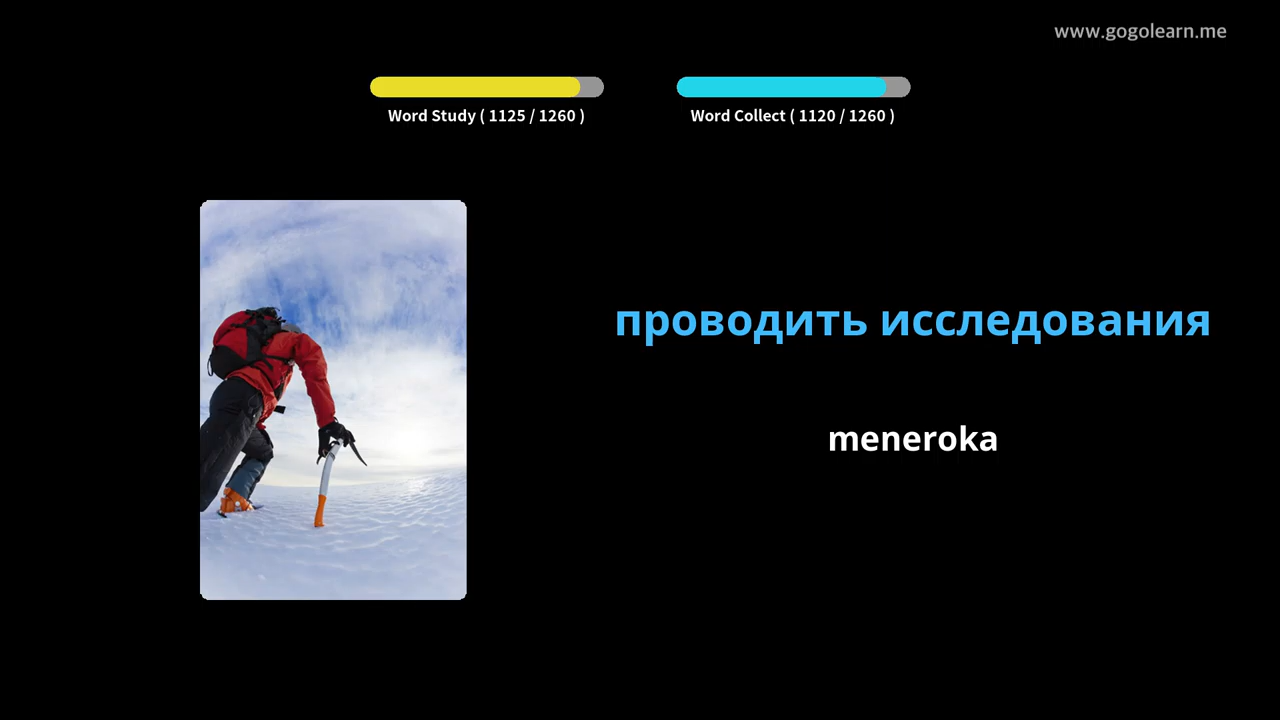 www.gogolearn.me
Word Study ( 1125 / 1260 )
Word Collect ( 1120 / 1260 )
проводить исследования
meneroka